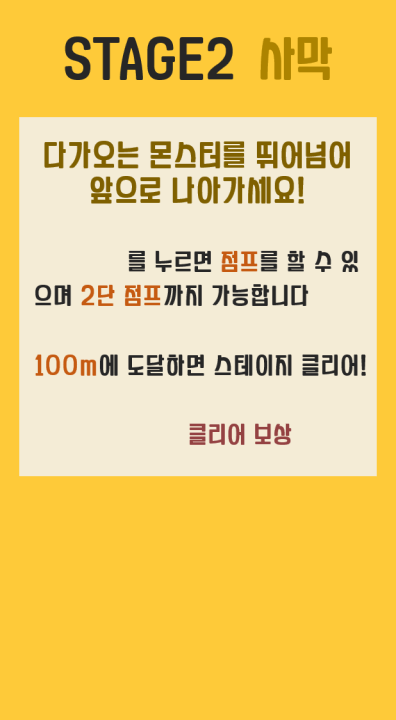 STAGE2 사막
다가오는 몬스터를 뛰어넘어
앞으로 나아가세요!
를 누르면 점프를 할 수 있
으며 2단 점프까지 가능합니다
100m에 도달하면 스테이지 클리어!
클리어 보상